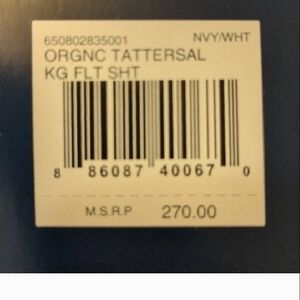 650802835001 NVY/WHT
ORGNC TATTERSAL
KG FLT SHT
8 86087 40067 0
M.S.R.P 270.00